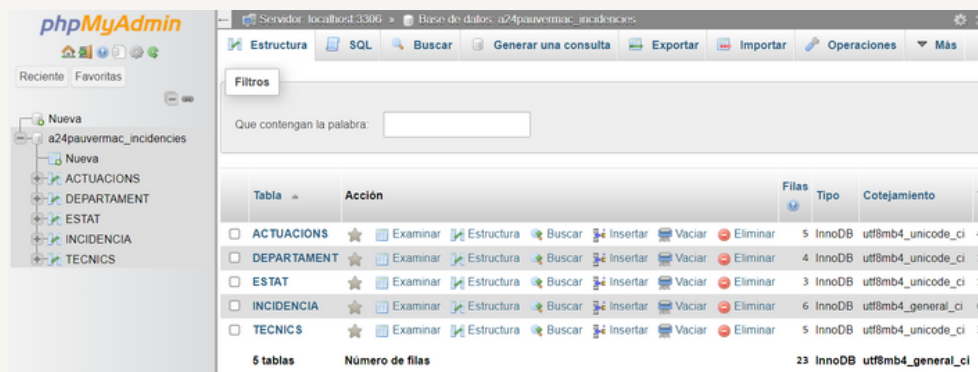 phpMyAdmin
Reciente Favoritas
Nueva
a24pauvermac_incidencies
Nueva
ACTUACIONS
DEPARTAMENT
ESTAT
INCIDENCIA
TECNICS
Servidor: localhost:3306 » Base de datos: a24pauvermac_incidencies
Estructura SQL Buscar Generar una consulta Exportar Importar Operaciones Más
Filtros
Que contengan la palabra:
Tabla Acción Filas Tipo Cotejamiento
ACTUACIONS Examinar Estructura Buscar Insertar Vaciar Eliminar 5 InnoDB utf8mb4_unicode_ci
DEPARTAMENT Examinar Estructura Buscar Insertar Vaciar Eliminar 4 InnoDB utf8mb4_unicode_ci
ESTAT Examinar Estructura Buscar Insertar Vaciar Eliminar 3 InnoDB utf8mb4_unicode_ci
INCIDENCIA Examinar Estructura Buscar Insertar Vaciar Eliminar 6 InnoDB utf8mb4_general_ci
TECNICS Examinar Estructura Buscar Insertar Vaciar Eliminar 5 InnoDB utf8mb4_unicode_ci
5 tablas Número de filas 23 InnoDB utf8mb4_general_ci